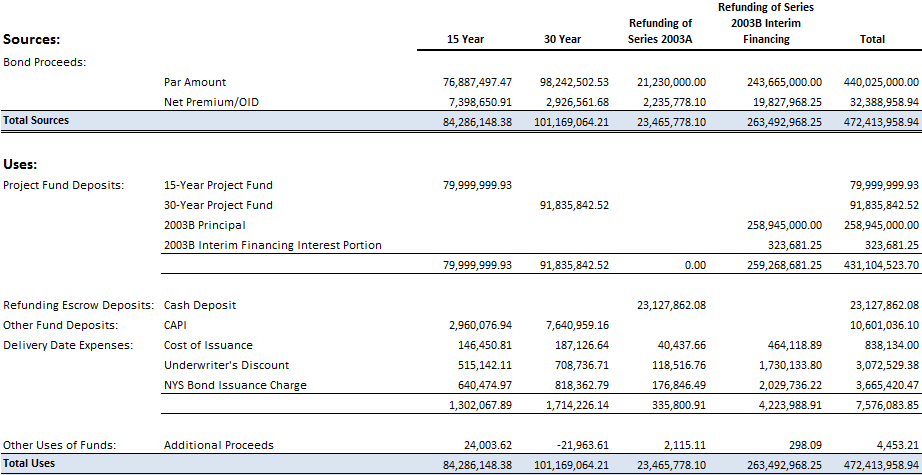 Refunding of Series
Refunding of 2003B Interim
Sources: 15 Year 30 Year Series 2003A Financing Total
Bond Proceeds:
Par Amount 76,887,497.47 98,242,502.53 21,230,000.00 243,665,000.00 440,025,000.00
Net Premium/OID 7,398,650.91 2,926,561.68 2,235,778.10 19,827,968.25 32,388,958.94
Total Sources 84,286,148.38 101,169,064.21 23,465,778.10 263,492,968.25 472,413,958.94
Uses:
Project Fund Deposits: 15-Year Project Fund 79,999,999.93 79,999,999.93
30-Year Project Fund 91,835,842.52 91,835,842.52
2003B Principal 258,945,000.00 258,945,000.00
2003B Interim Financing Interest Portion 323,681.25 323,681.25
79,999,999.93 91,835,842.52 0.00 259,268,681.25 431,104,523.70
Refunding Escrow Deposits: Cash Deposit 23,127,862.08 23,127,862.08
Other Fund Deposits: CAPI 2,960,076.94 7,640,959.16 10,601,036.10
Delivery Date Expenses: Cost of Issuance 146,450.81 187,126.64 40,437.66 464,118.89 838,134.00
Underwriter's Discount 515,142.11 708,736.71 118,516.76 1,730,133.80 3,072,529.38
NYS Bond Issuance Charge 640,474.97 818,362.79 176,846.49 2,029,736.22 3,665,420.47
1,302,067.89 1,714,226.14 335,800.91 4,223,988.91 7,576,083.85
Other Uses of Funds: Additional Proceeds 24,003.62 -21,963.61 2,115.11 298.09 4,453.21
Total Uses 84,286,148.38 101,169,064.21 23,465,778.10 263,492,968.25 472,413,958.94